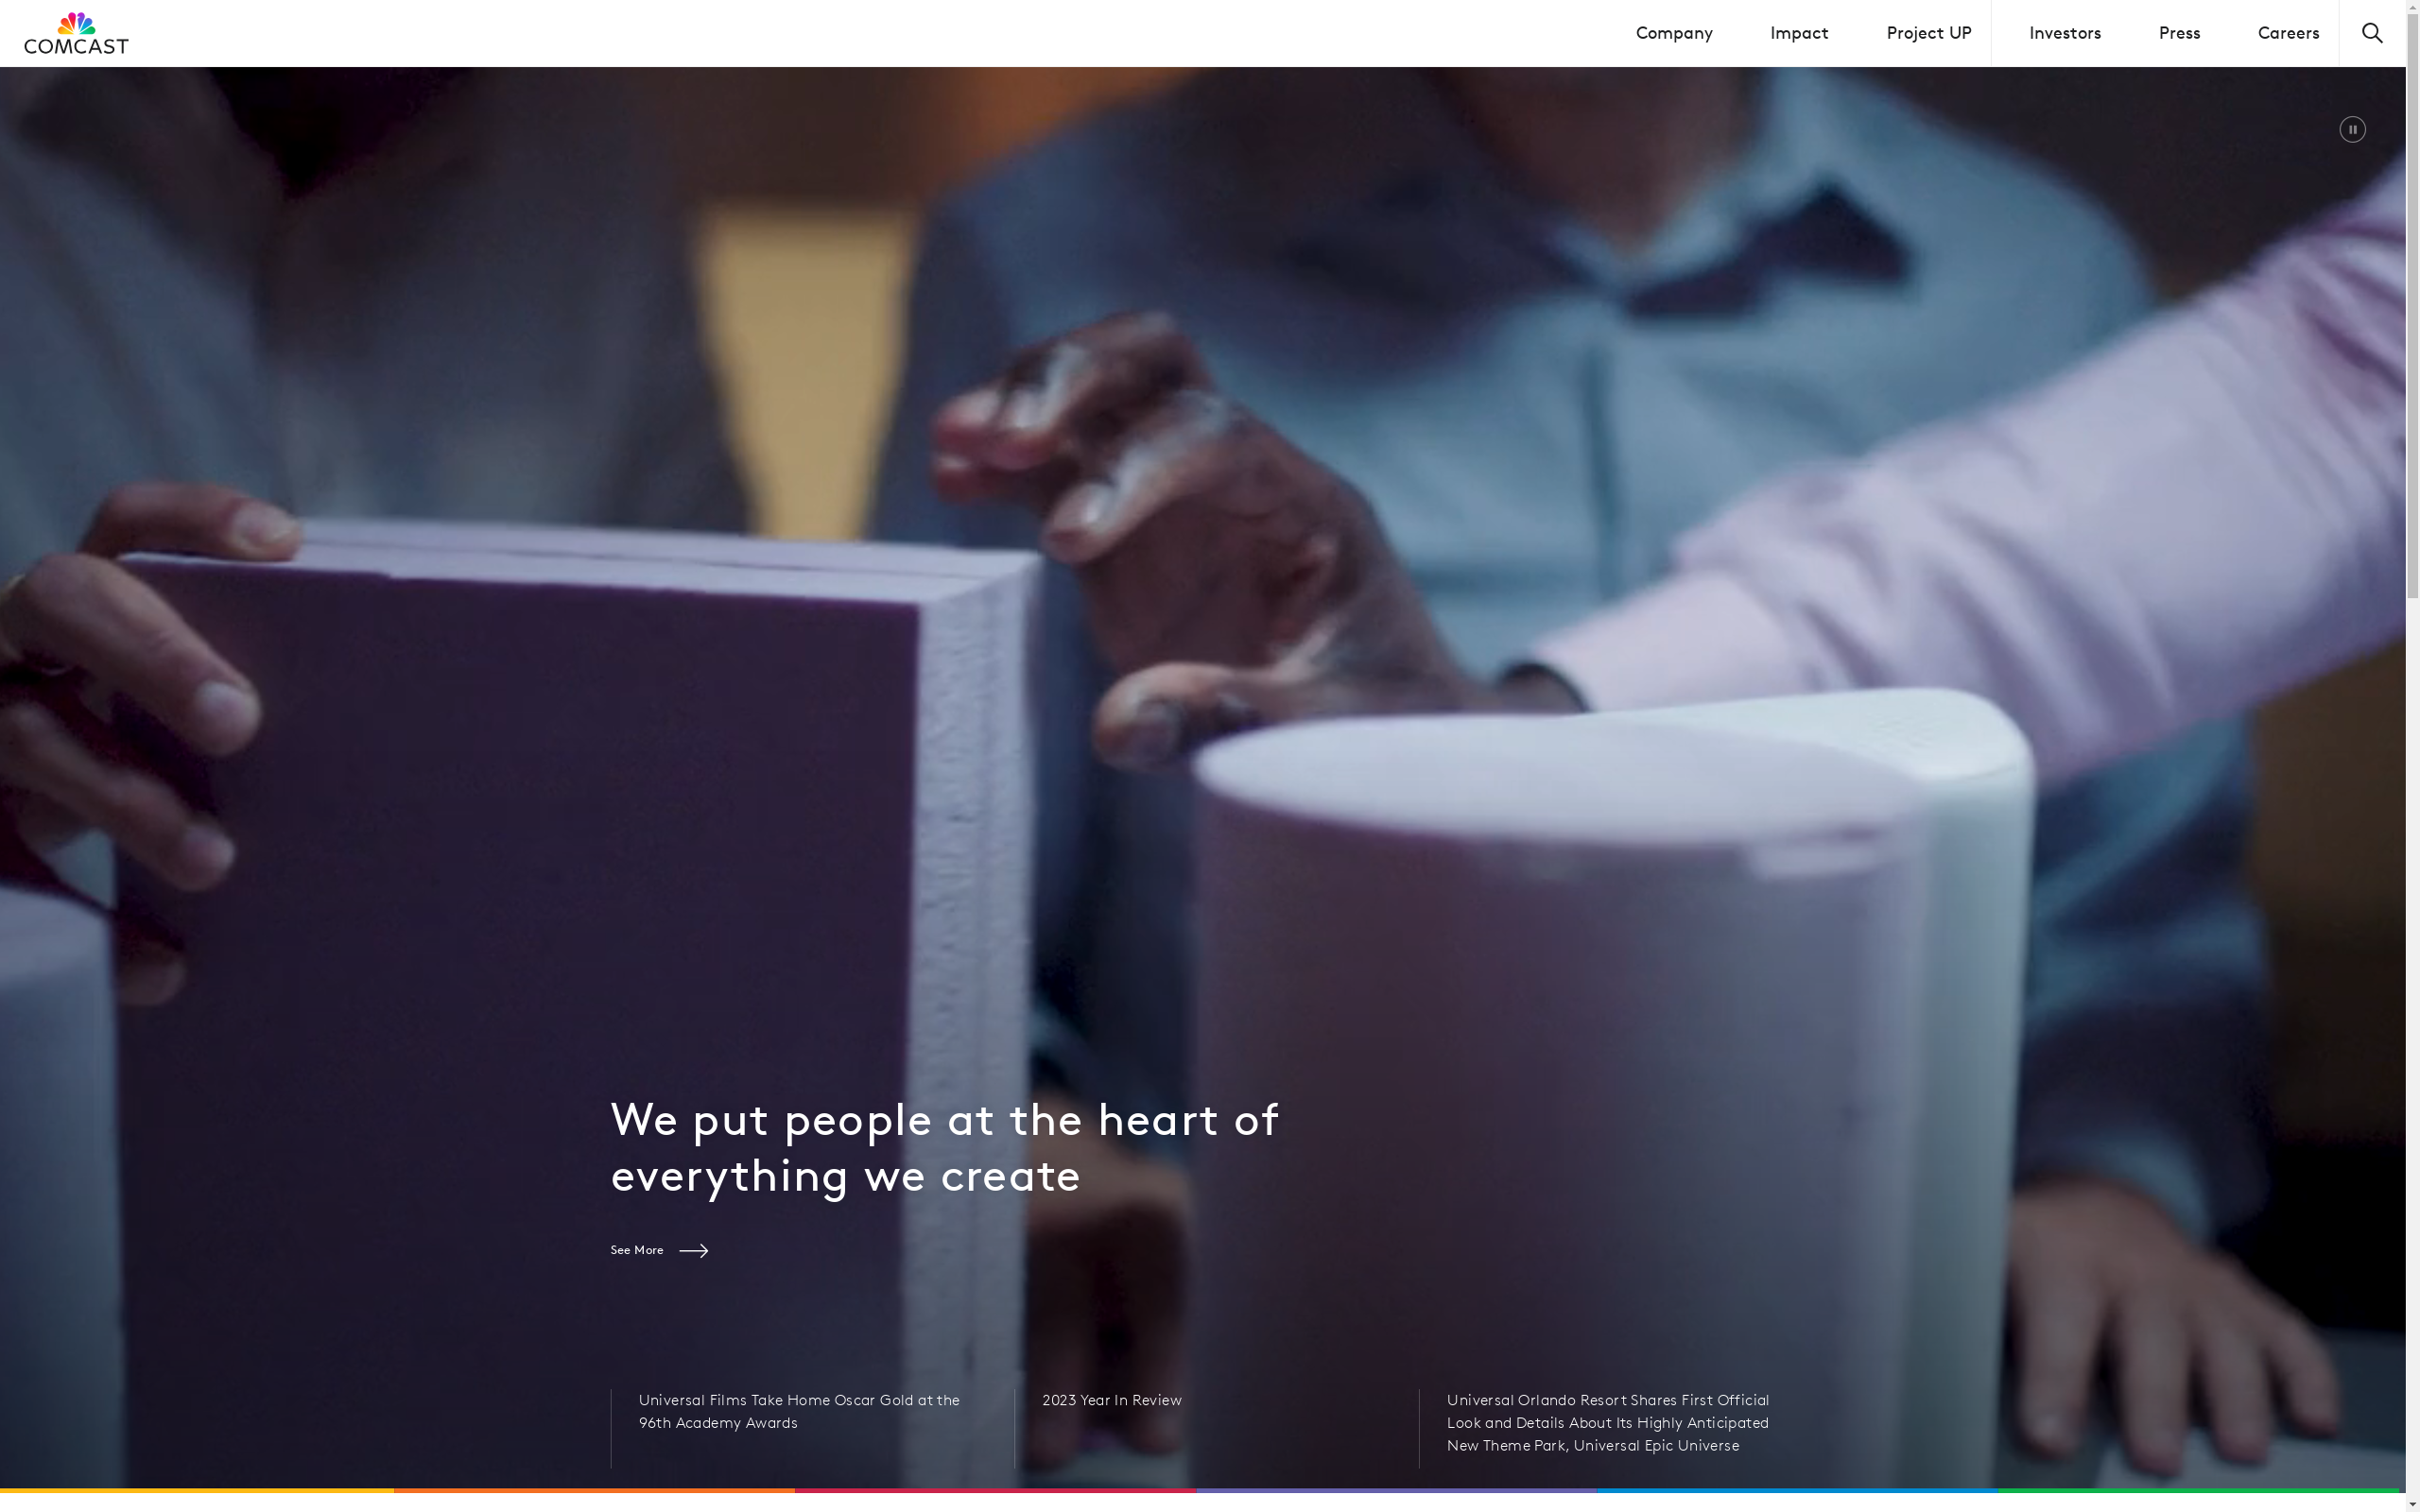 COMCAST
Company
Impact
Project UP
Investors
Press
Careers
We put people at the heart of
everything we create
See More
Universal Films Take Home Oscar Gold at the
96th Academy Awards
2023 Year In Review
Universal Orlando Resort Shares First Official
Look and Details About Its Highly Anticipated
New Theme Park, Universal Epic Universe